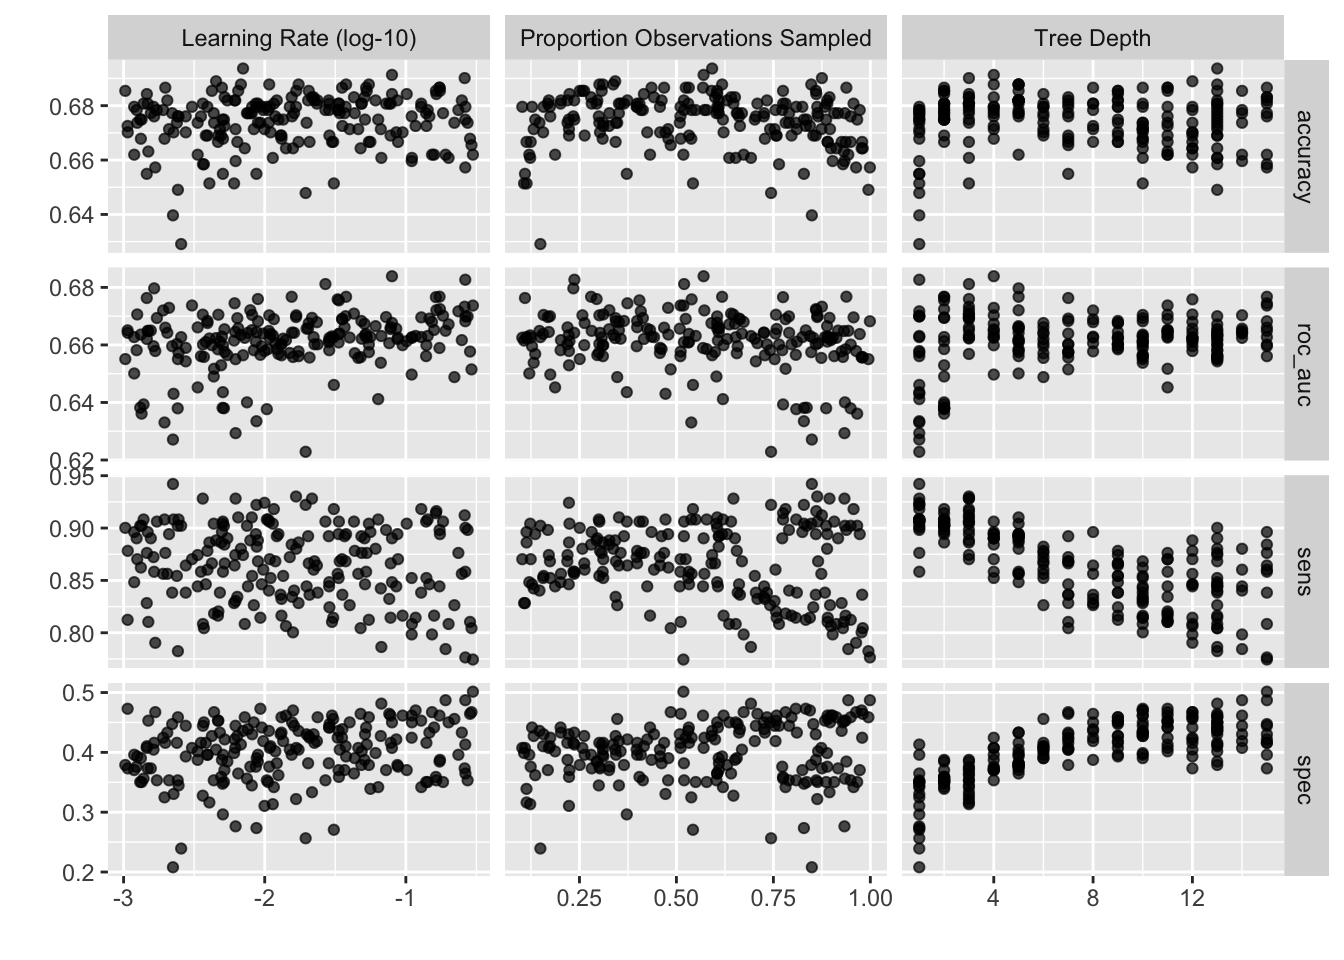 Learning Rate (log-10) Proportion Observations Sampled Tree Depth
0.68
0.66
0.64
accuracy
0.68
0.66
0.64
0.62
roc_auc
0.95
0.90
0.85
0.80
sens
0.5
0.4
0.3
0.2
spec
-3 -2 -1 0.25 0.50 0.75 1.00 4 8 12